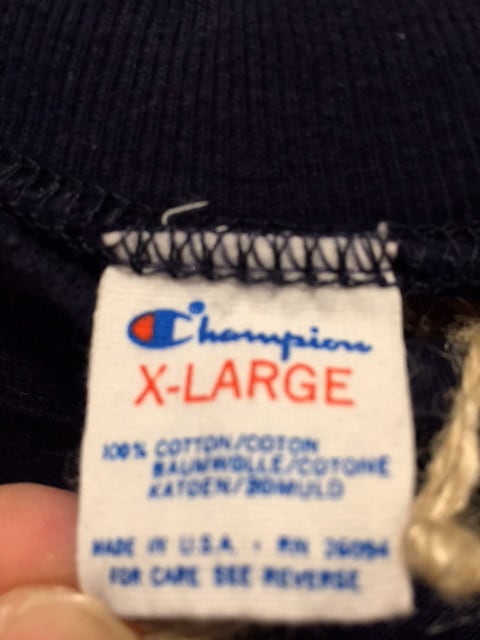 Champion
X-LARGE
100% COTTON/COTON
BAUMWOLLE/COTONE
KATOEN/BOMULD
MADE IN U.S.A. - RN 26094
FOR CARE SEE REVERSE